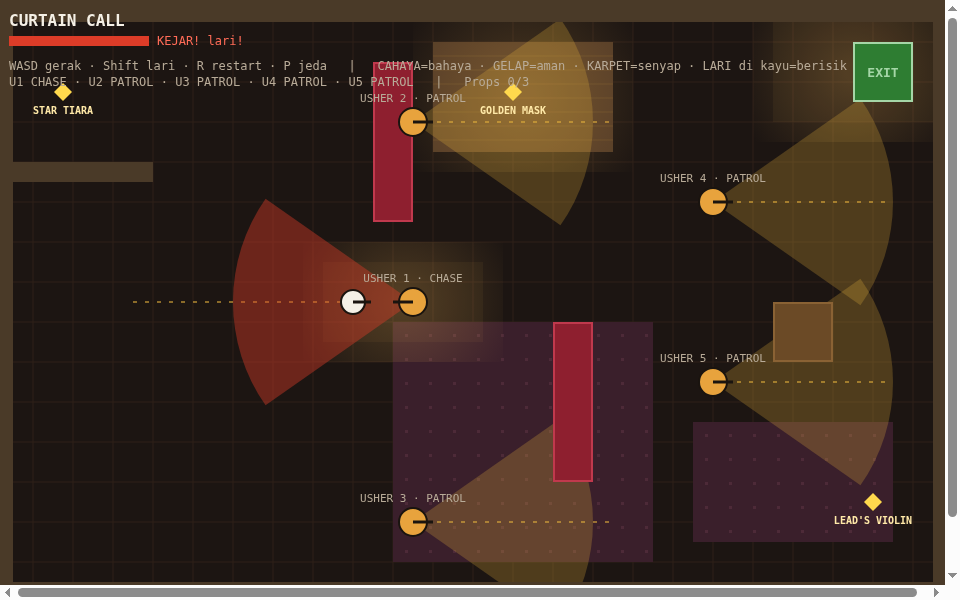 CURTAIN CALL
KEJAR! lari!
WASD gerak · Shift lari · R restart · P jeda | CAHAYA=bahaya · GELAP=aman · KARPET=senyap · LARI di kayu=berisik
U1 CHASE · U2 PATROL · U3 PATROL · U4 PATROL · U5 PATROL | Props 0/3
EXIT
USHER 2 · PATROL
STAR TIARA
GOLDEN MASK
USHER 4 · PATROL
USHER 1 · CHASE
USHER 5 · PATROL
USHER 3 · PATROL
LEAD'S VIOLIN